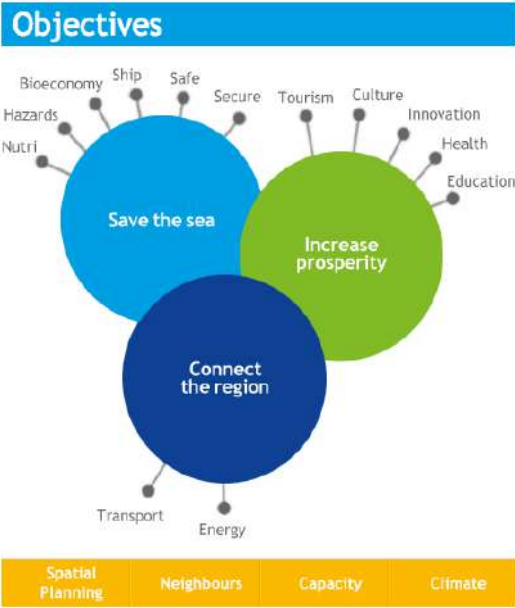 Objectives
Ship
Safe
Bioeconomy
Secure
Tourism
Culture
Hazards
Innovation
Nutri
Health
Education
Save the sea
Increase
prosperity
Connect
the region
Transport
Energy
Spatial
Planning
Neighbours
Capacity
Climate